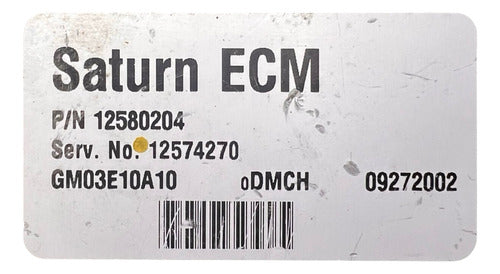 Saturn ECM
P/N 12580204
Serv. No. 12574270
GM03E10A10 0DMCH 09272002